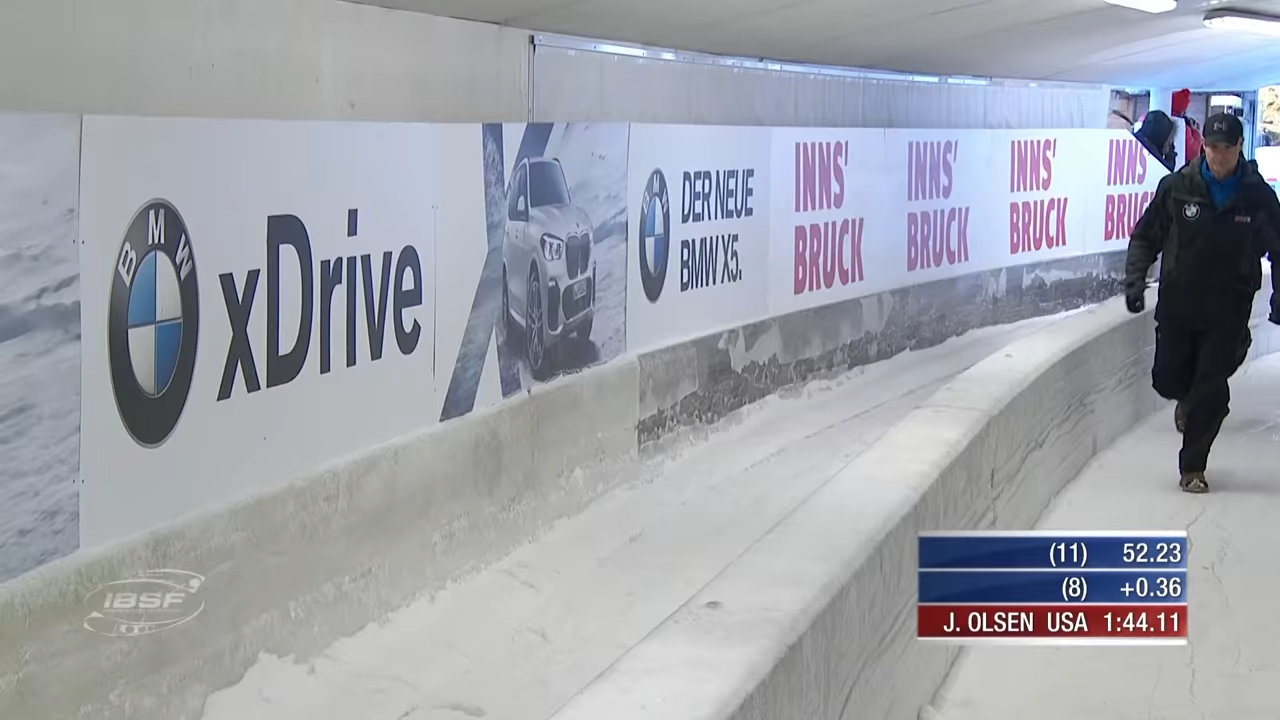 BMW
xDrive
BMW
DER NEUE
BMW X5.
INNS'
BRUCK
INNS'
BRUCK
INNS'
BRUCK
INNS'
BRUCK
IBSF
(11) 52.23
(8) +0.36
J. OLSEN USA 1:44.11